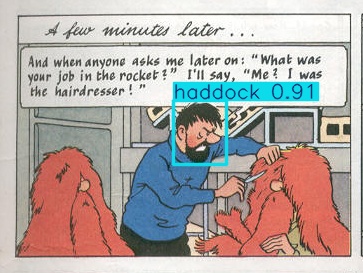 A few minutes later...
And when anyone asks me later on: "What was
your job in the rocket?" I'll say, "Me? I was
the hairdresser!"
haddock 0.91